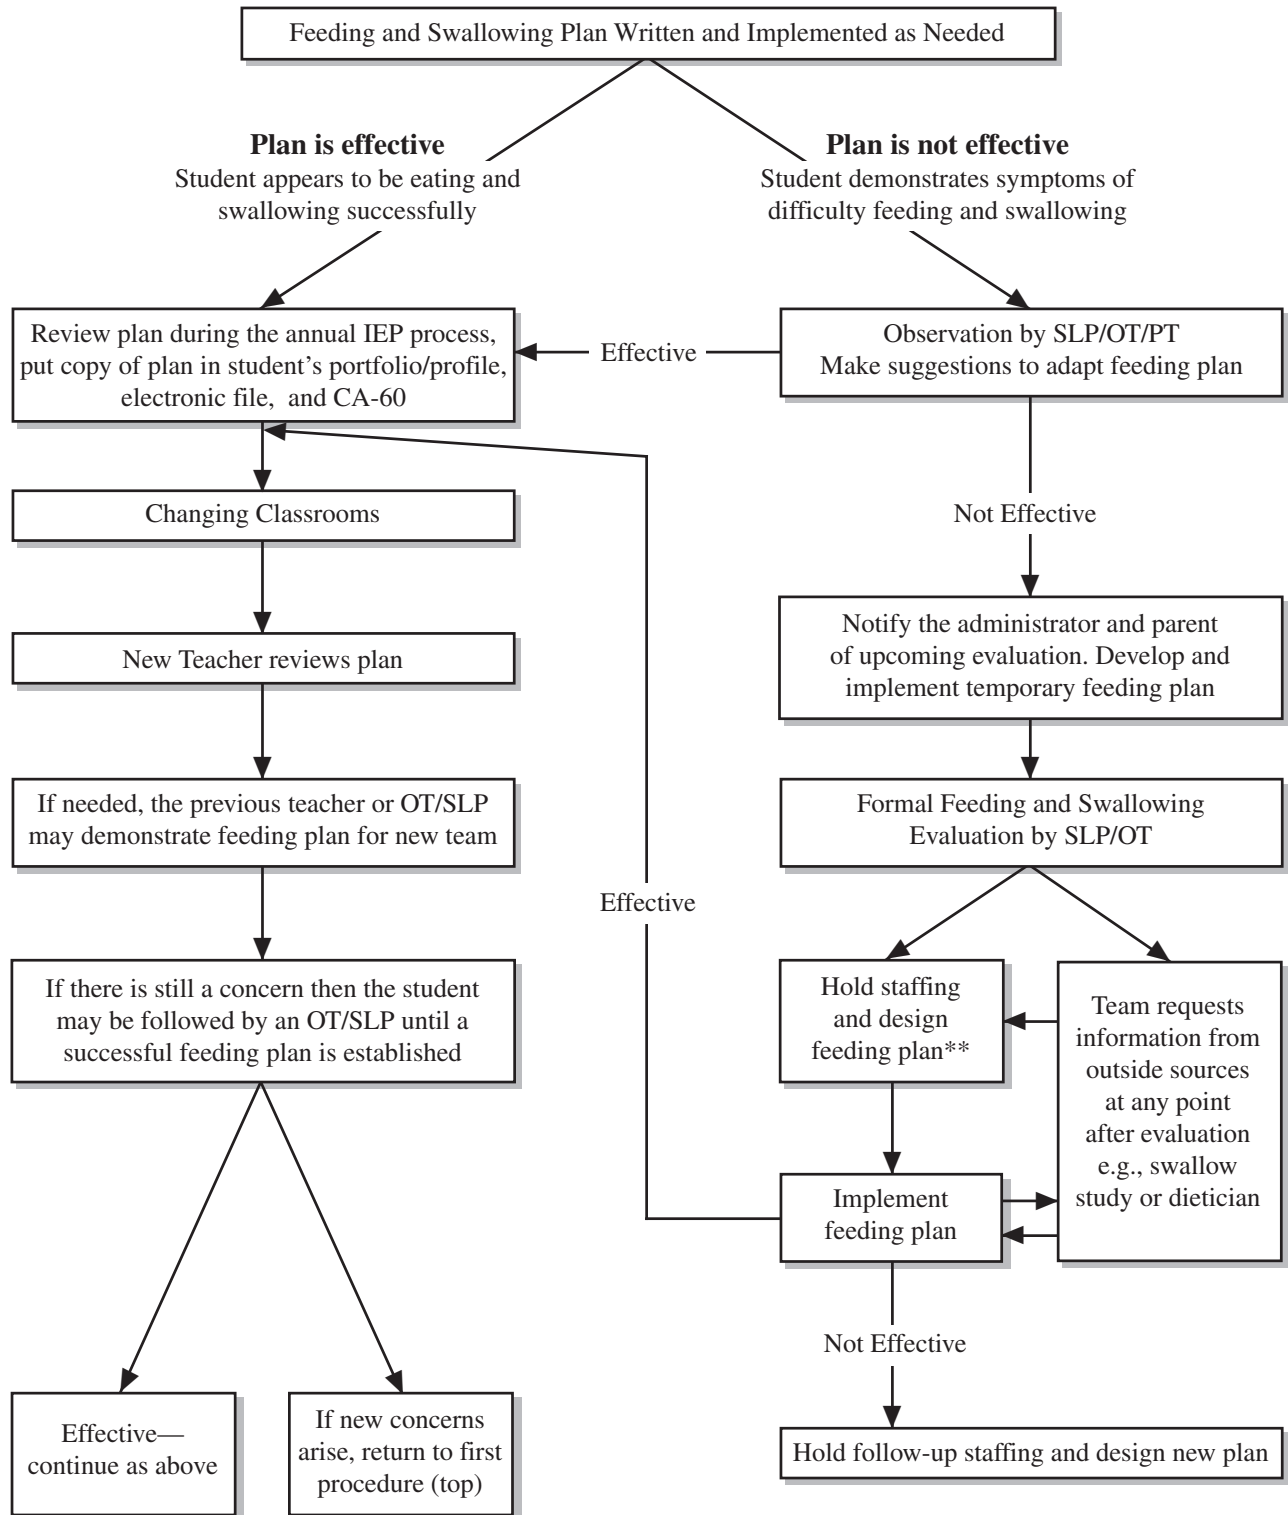 Feeding and Swallowing Plan Written and Implemented as Needed
Plan is effective
Student appears to be eating and
swallowing successfully
Plan is not effective
Student demonstrates symptoms of
difficulty feeding and swallowing
Review plan during the annual IEP process,
put copy of plan in student's portfolio/profile,
electronic file, and CA-60
Effective
Observation by SLP/OT/PT
Make suggestions to adapt feeding plan
Changing Classrooms
Not Effective
New Teacher reviews plan
Notify the administrator and parent
of upcoming evaluation. Develop and
implement temporary feeding plan
If needed, the previous teacher or OT/SLP
may demonstrate feeding plan for new team
Formal Feeding and Swallowing
Evaluation by SLP/OT
Effective
If there is still a concern then the student
may be followed by an OT/SLP until a
successful feeding plan is established
Hold staffing
and design
feeding plan**
Team requests
information from
outside sources
at any point
after evaluation
e.g., swallow
study or dietician
Implement
feeding plan
Not Effective
Effective—
continue as above
If new concerns
arise, return to first
procedure (top)
Hold follow-up staffing and design new plan